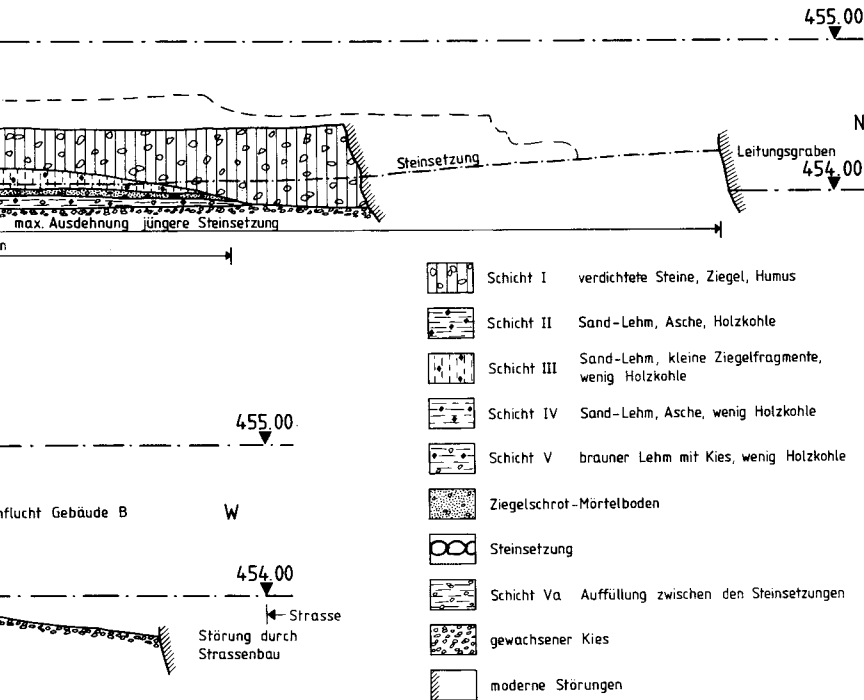 455.00
N
Steinsetzung
Leitungsgraben
454.00
max. Ausdehnung jüngere Steinsetzung
n
Schicht I verdichtete Steine, Ziegel, Humus
Schicht II Sand-Lehm, Asche, Holzkohle
Schicht III Sand-Lehm, kleine Ziegelfragmente,
wenig Holzkohle
Schicht IV Sand-Lehm, Asche, wenig Holzkohle
Schicht V brauner Lehm mit Kies, wenig Holzkohle
Ziegelschrot-Mörtelboden
Steinsetzung
Schicht Va Auffüllung zwischen den Steinsetzungen
gewachsener Kies
moderne Störungen
455.00
nflucht Gebäude B W
454.00
Strasse
Störung durch
Strassenbau